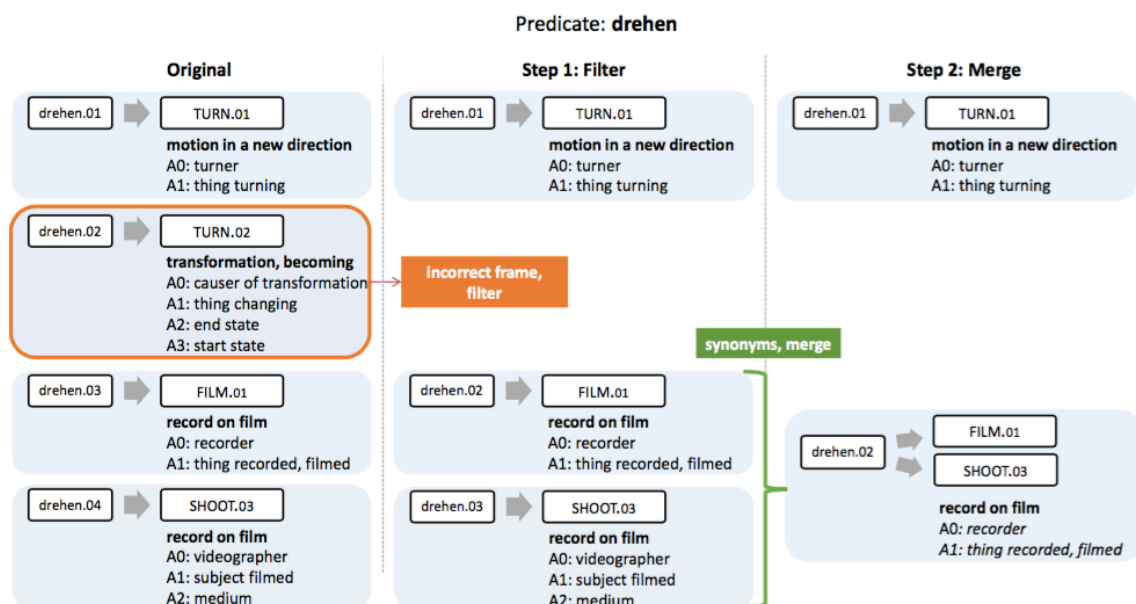 Predicate: drehen
Original
drehen.01
TURN.01
motion in a new direction
A0: turner
A1: thing turning
drehen.02
TURN.02
transformation, becoming
A0: causer of transformation
A1: thing changing
A2: end state
A3: start state
drehen.03
FILM.01
record on film
A0: recorder
A1: thing recorded, filmed
drehen.04
SHOOT.03
record on film
A0: videographer
A1: subject filmed
A2: medium
Step 1: Filter
drehen.01
TURN.01
motion in a new direction
A0: turner
A1: thing turning
incorrect frame,
filter
drehen.02
FILM.01
record on film
A0: recorder
A1: thing recorded, filmed
drehen.03
SHOOT.03
record on film
A0: videographer
A1: subject filmed
A2: medium
Step 2: Merge
drehen.01
TURN.01
motion in a new direction
A0: turner
A1: thing turning
synonyms, merge
drehen.02
FILM.01
SHOOT.03
record on film
A0: recorder
A1: thing recorded, filmed